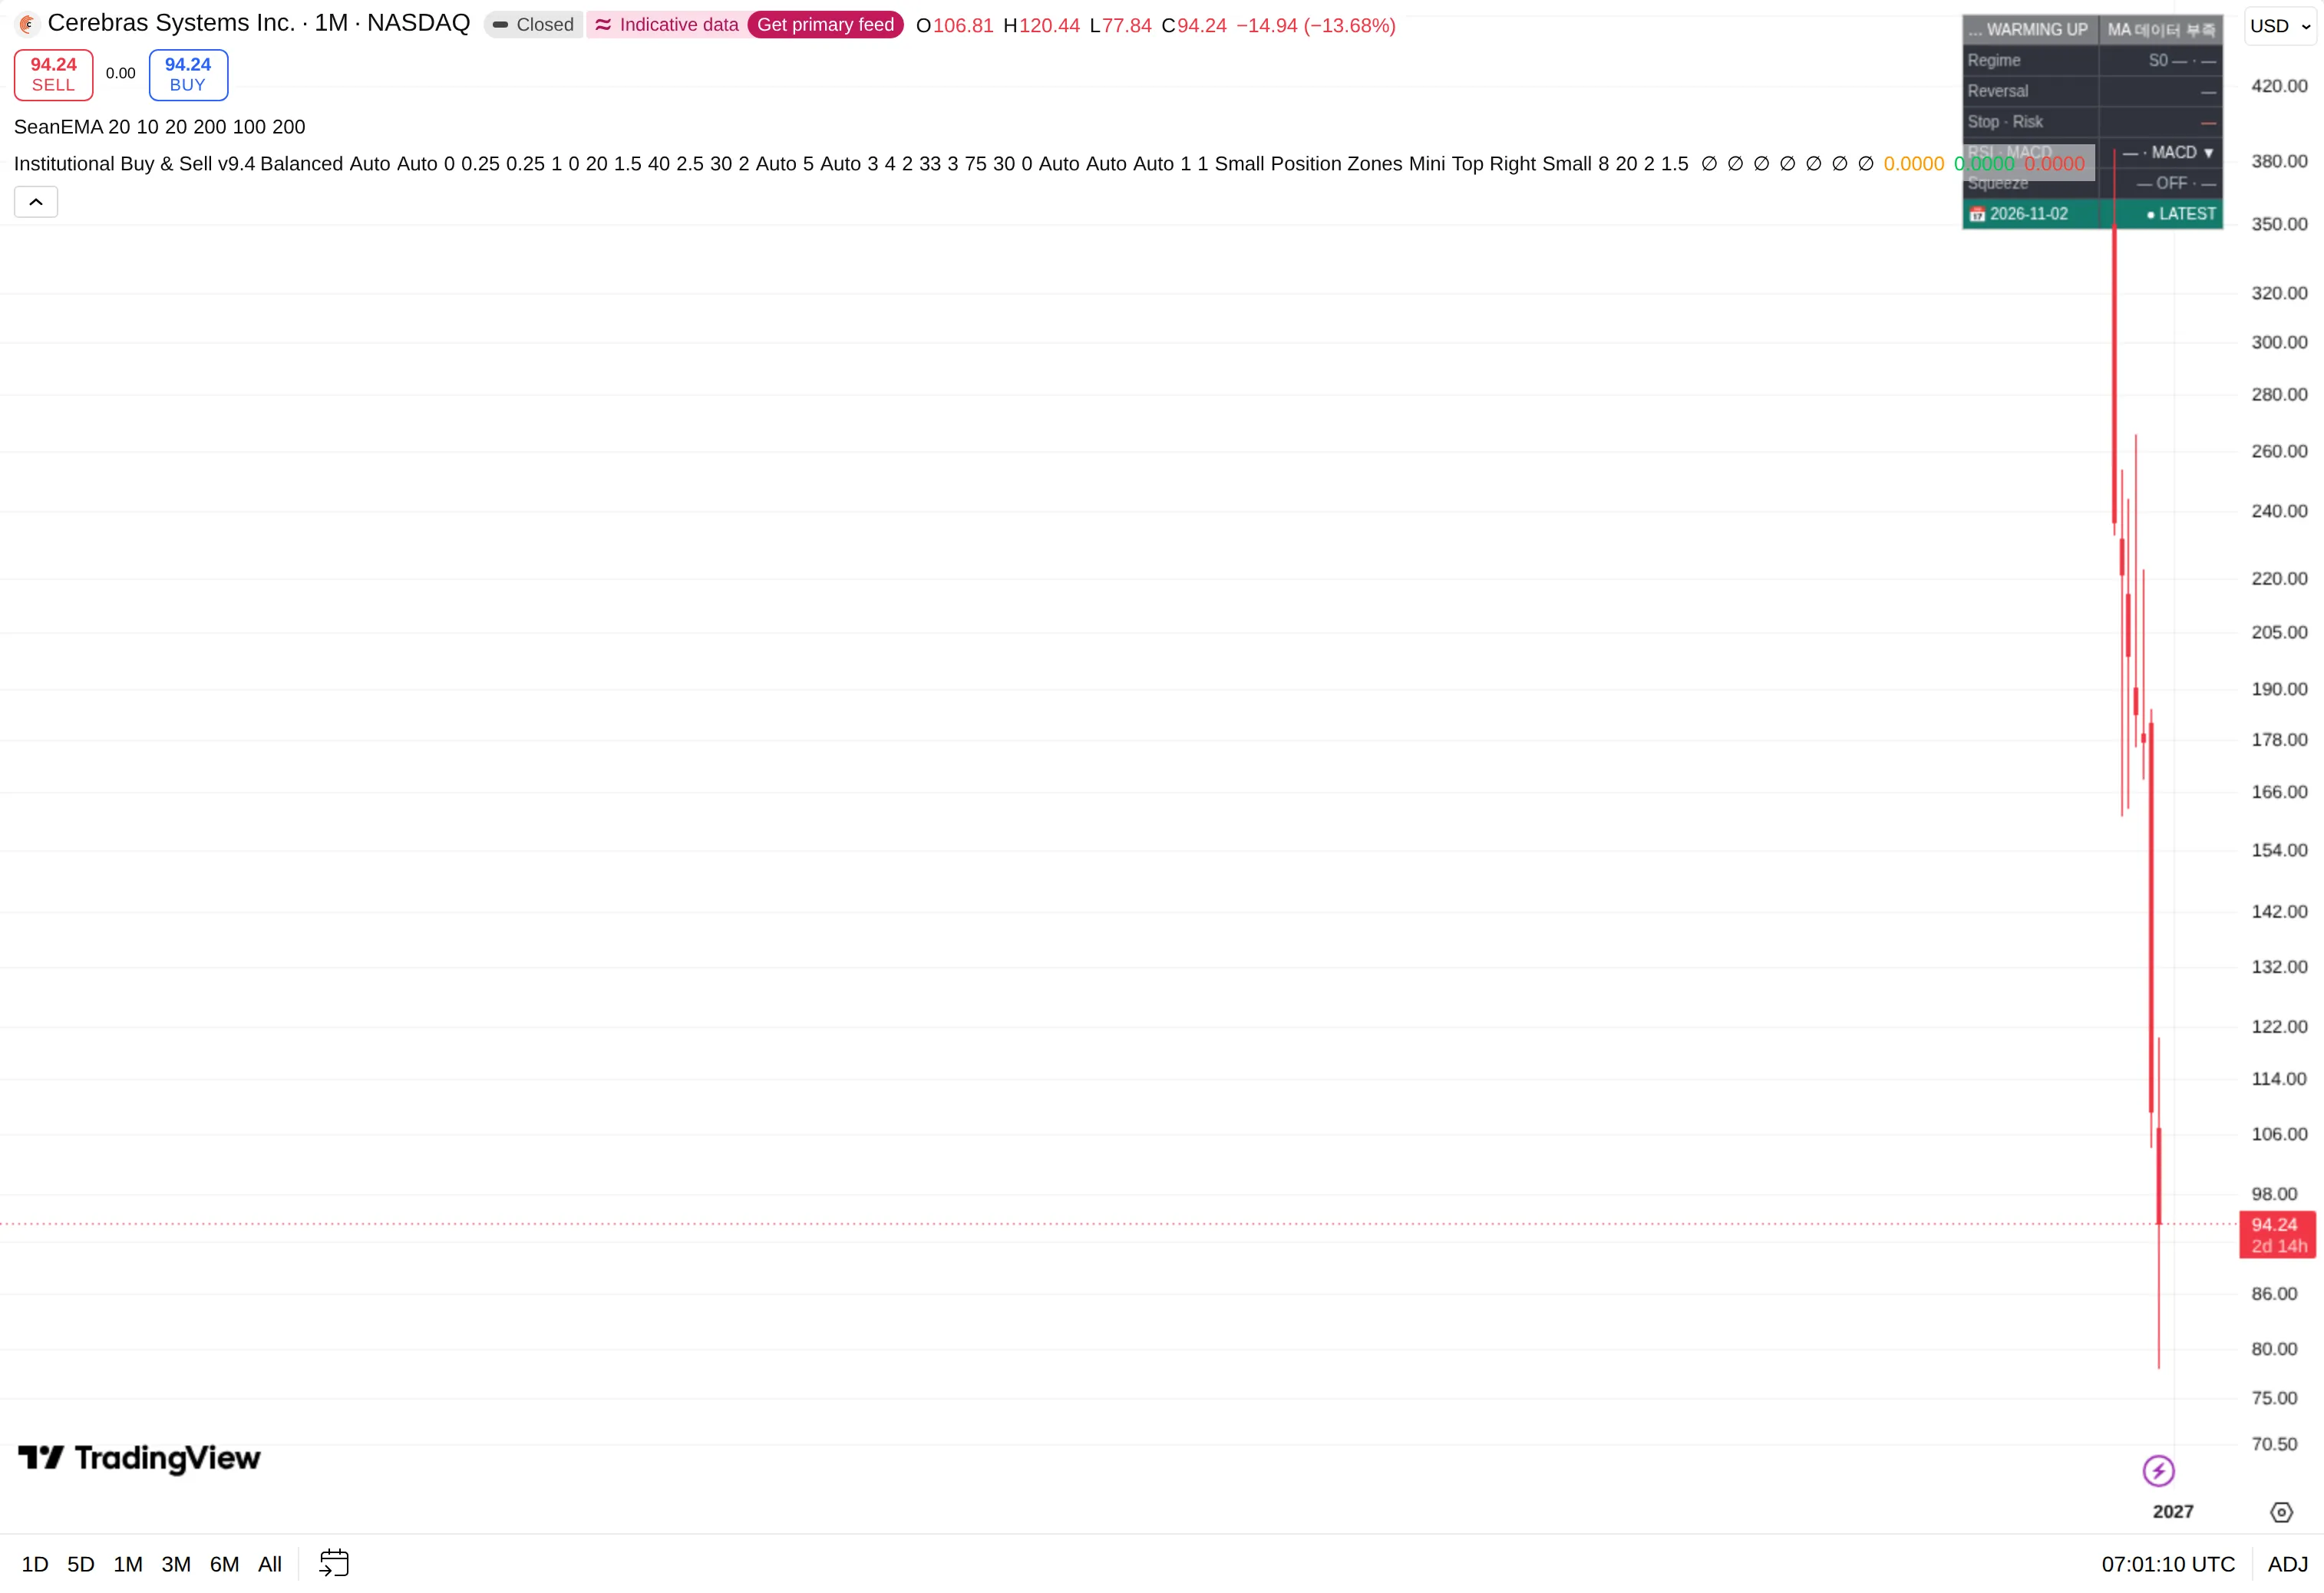 Cerebras Systems Inc. · 1M · NASDAQ Closed Indicative data Get primary feed O106.81 H120.44 L77.84 C94.24 −14.94 (−13.68%)
94.24 SELL 0.00 94.24 BUY
SeanEMA 20 10 20 200 100 200
Institutional Buy & Sell v9.4 Balanced Auto Auto 0 0.25 0.25 1 0 20 1.5 40 2.5 30 2 Auto 5 Auto 3 4 2 33 3 75 30 0 Auto Auto Auto 1 1 Small Position Zones Mini Top Right Small 8 20 2 1.5 ∅ ∅ ∅ ∅ ∅ ∅ ∅ 0.0000 0.0000 0.0000
... WARMING UP MA 데이터 부족
Regime S0 — · —
Reversal —
Stop · Risk —
RSI · MACD — · MACD ▼
Squeeze — OFF · —
2026-11-02 ● LATEST
USD
420.00
380.00
350.00
320.00
300.00
280.00
260.00
240.00
220.00
205.00
190.00
178.00
166.00
154.00
142.00
132.00
122.00
114.00
106.00
98.00
94.24
2d 14h
86.00
80.00
75.00
70.50
TradingView
2027
1D 5D 1M 3M 6M All 07:01:10 UTC ADJ